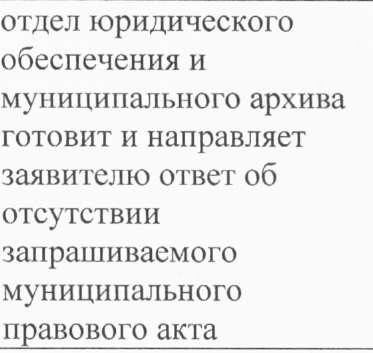 отдел юридического
обеспечения и
муниципального архива
готовит и направляет
заявителю ответ об
отсутствии
запрашиваемого
муниципального
правового акта